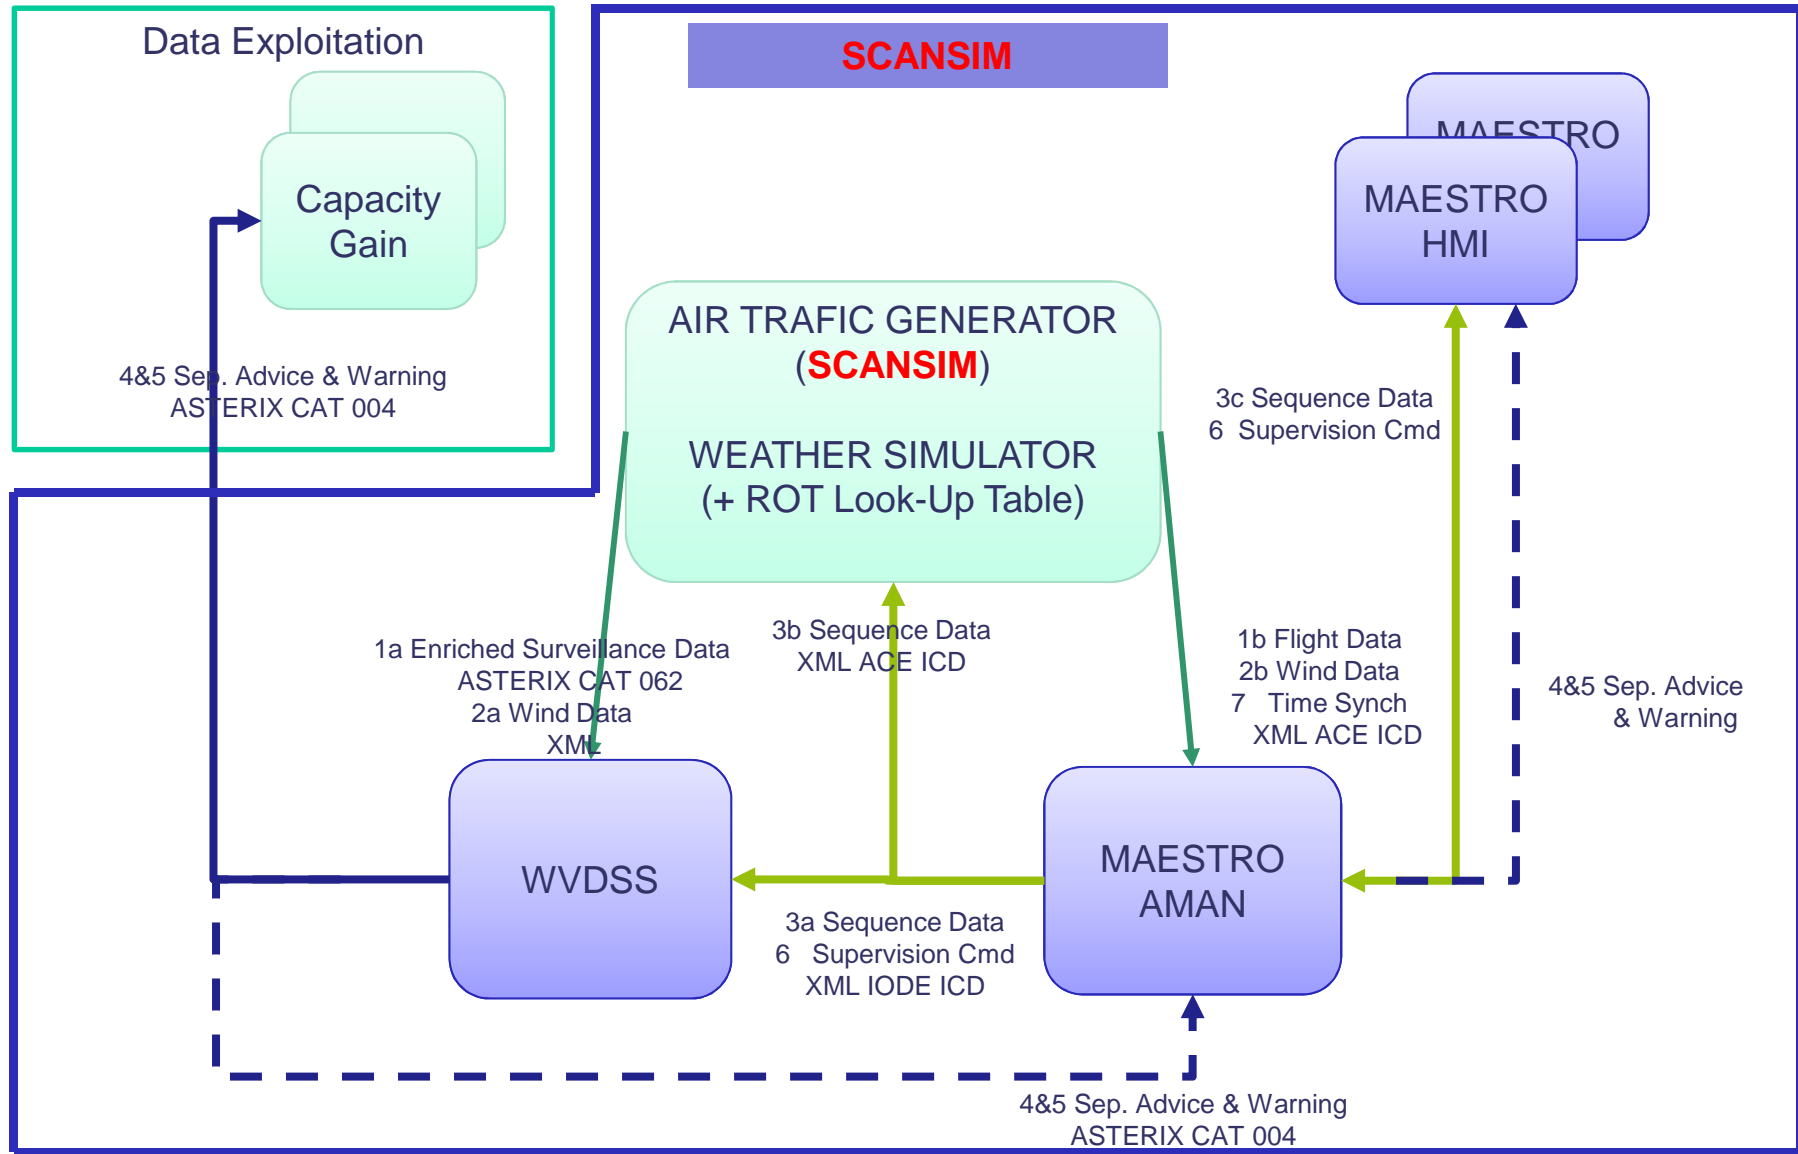 Data Exploitation
SCANSIM
MAESTRO
Capacity
Gain
MAESTRO
HMI
AIR TRAFIC GENERATOR
(SCANSIM)
WEATHER SIMULATOR
(+ ROT Look-Up Table)
4&5 Sep. Advice & Warning
ASTERIX CAT 004
3c Sequence Data
6 Supervision Cmd
1a Enriched Surveillance Data
ASTERIX CAT 062
2a Wind Data
XML
3b Sequence Data
XML ACE ICD
1b Flight Data
2b Wind Data
7 Time Synch
XML ACE ICD
4&5 Sep. Advice
& Warning
WVDSS
MAESTRO
AMAN
3a Sequence Data
6 Supervision Cmd
XML IODE ICD
4&5 Sep. Advice & Warning
ASTERIX CAT 004